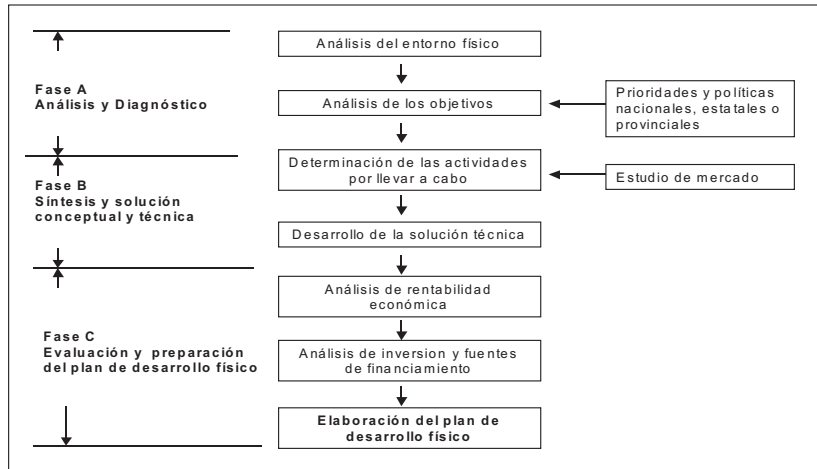 Análisis del entorno físico
Fase A
Análisis y Diagnóstico
Análisis de los objetivos
Prioridades y políticas
nacionales, estatales o
provinciales
Determinación de las actividades
por llevar a cabo
Estudio de mercado
Fase B
Síntesis y solución
conceptual y técnica
Desarrollo de la solución técnica
Análisis de rentabilidad
económica
Fase C
Evaluación y preparación
del plan de desarrollo físico
Análisis de inversion y fuentes
de financiamiento
Elaboración del plan de
desarrollo físico